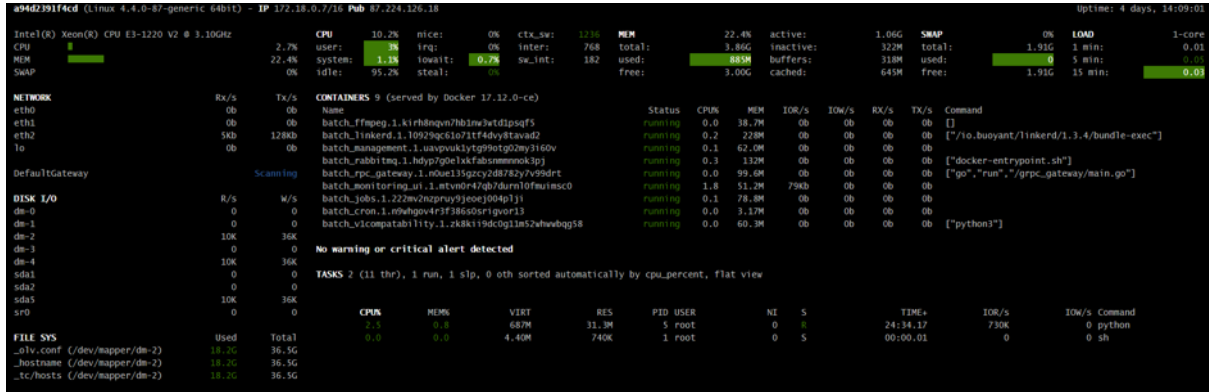 a94d2391f4cd (Linux 4.4.0-87-generic 64bit) - IP 172.18.0.7/16 Pub 87.224.126.18 Uptime: 4 days, 14:09:01
Intel(R) Xeon(R) CPU E3-1220 V2 @ 3.10GHz CPU 10.2% nice: 0% ctx_sw: 1236 MEM 22.4% active: 1.06G SWAP 0% LOAD 1-core
CPU 2.7% user: 3% irq: 0% inter: 768 total: 3.86G inactive: 322M total: 1.91G 1 min: 0.01
MEM 22.4% system: 1.1% iowait: 0.7% sw_int: 182 used: 885M buffers: 318M used: 0 5 min: 0.05
SWAP 0% idle: 95.2% steal: 0% free: 3.00G cached: 645M free: 1.91G 15 min: 0.03
NETWORK Rx/s Tx/s CONTAINERS 9 (served by Docker 17.12.0-ce)
eth0 0b 0b Name Status CPU% MEM IOR/s IOW/s RX/s TX/s Command
eth1 0b 0b running 0.0 38.7M 0b 0b 0b 0b []
eth2 5Kb 128Kb running 0.2 228M 0b 0b 0b 0b ["/io.buoyant/linkerd/1.3.4/bundle-exec"]
lo 0b 0b batch_management.1.uavpvuk1ytg99otg02my3i60v running 0.1 62.0M 0b 0b 0b 0b
running 0.3 132M 0b 0b 0b 0b ["docker-entrypoint.sh"]
DefaultGateway Scanning running 0.0 99.6M 0b 0b 0b 0b ["go","run","/grpc_gateway/main.go"]
running 1.8 51.2M 79Kb 0b 0b 0b
DISK I/O R/s W/s batch_jobs.1.222mv2nzpruy9jeoej004plji running 0.1 78.8M 0b 0b 0b 0b
dm-0 0 0 batch_cron.1.n9whgov4r3f386s0srigvor13 running 0.0 3.17M 0b 0b 0b 0b
dm-1 0 0 running 0.0 60.3M 0b 0b 0b 0b ["python3"]
dm-2 10K 36K
dm-3 0 0 No warning or critical alert detected
dm-4 10K 36K
sda1 0 0 TASKS 2 (11 thr), 1 run, 1 slp, 0 oth sorted automatically by cpu_percent, flat view
sda2 0 0
sda5 10K 36K
sr0 0 0 CPU% MEM% VIRT RES PID USER NI S TIME+ IOR/s IOW/s Command
2.5 0.8 687M 31.3M 5 root 0 R 24:34.17 730K 0 python
FILE SYS Used Total 0.0 0.0 4.40M 740K 1 root 0 S 00:00.01 0 0 sh
_olv.conf (/dev/mapper/dm-2) 18.2G 36.5G
_hostname (/dev/mapper/dm-2) 18.2G 36.5G
_tc/hosts (/dev/mapper/dm-2) 18.2G 36.5G